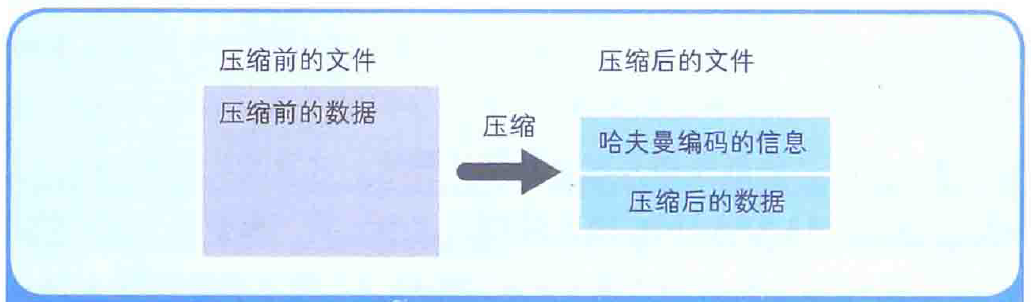 压缩前的文件
压缩后的文件
压缩前的数据
压缩
哈夫曼编码的信息
压缩后的数据